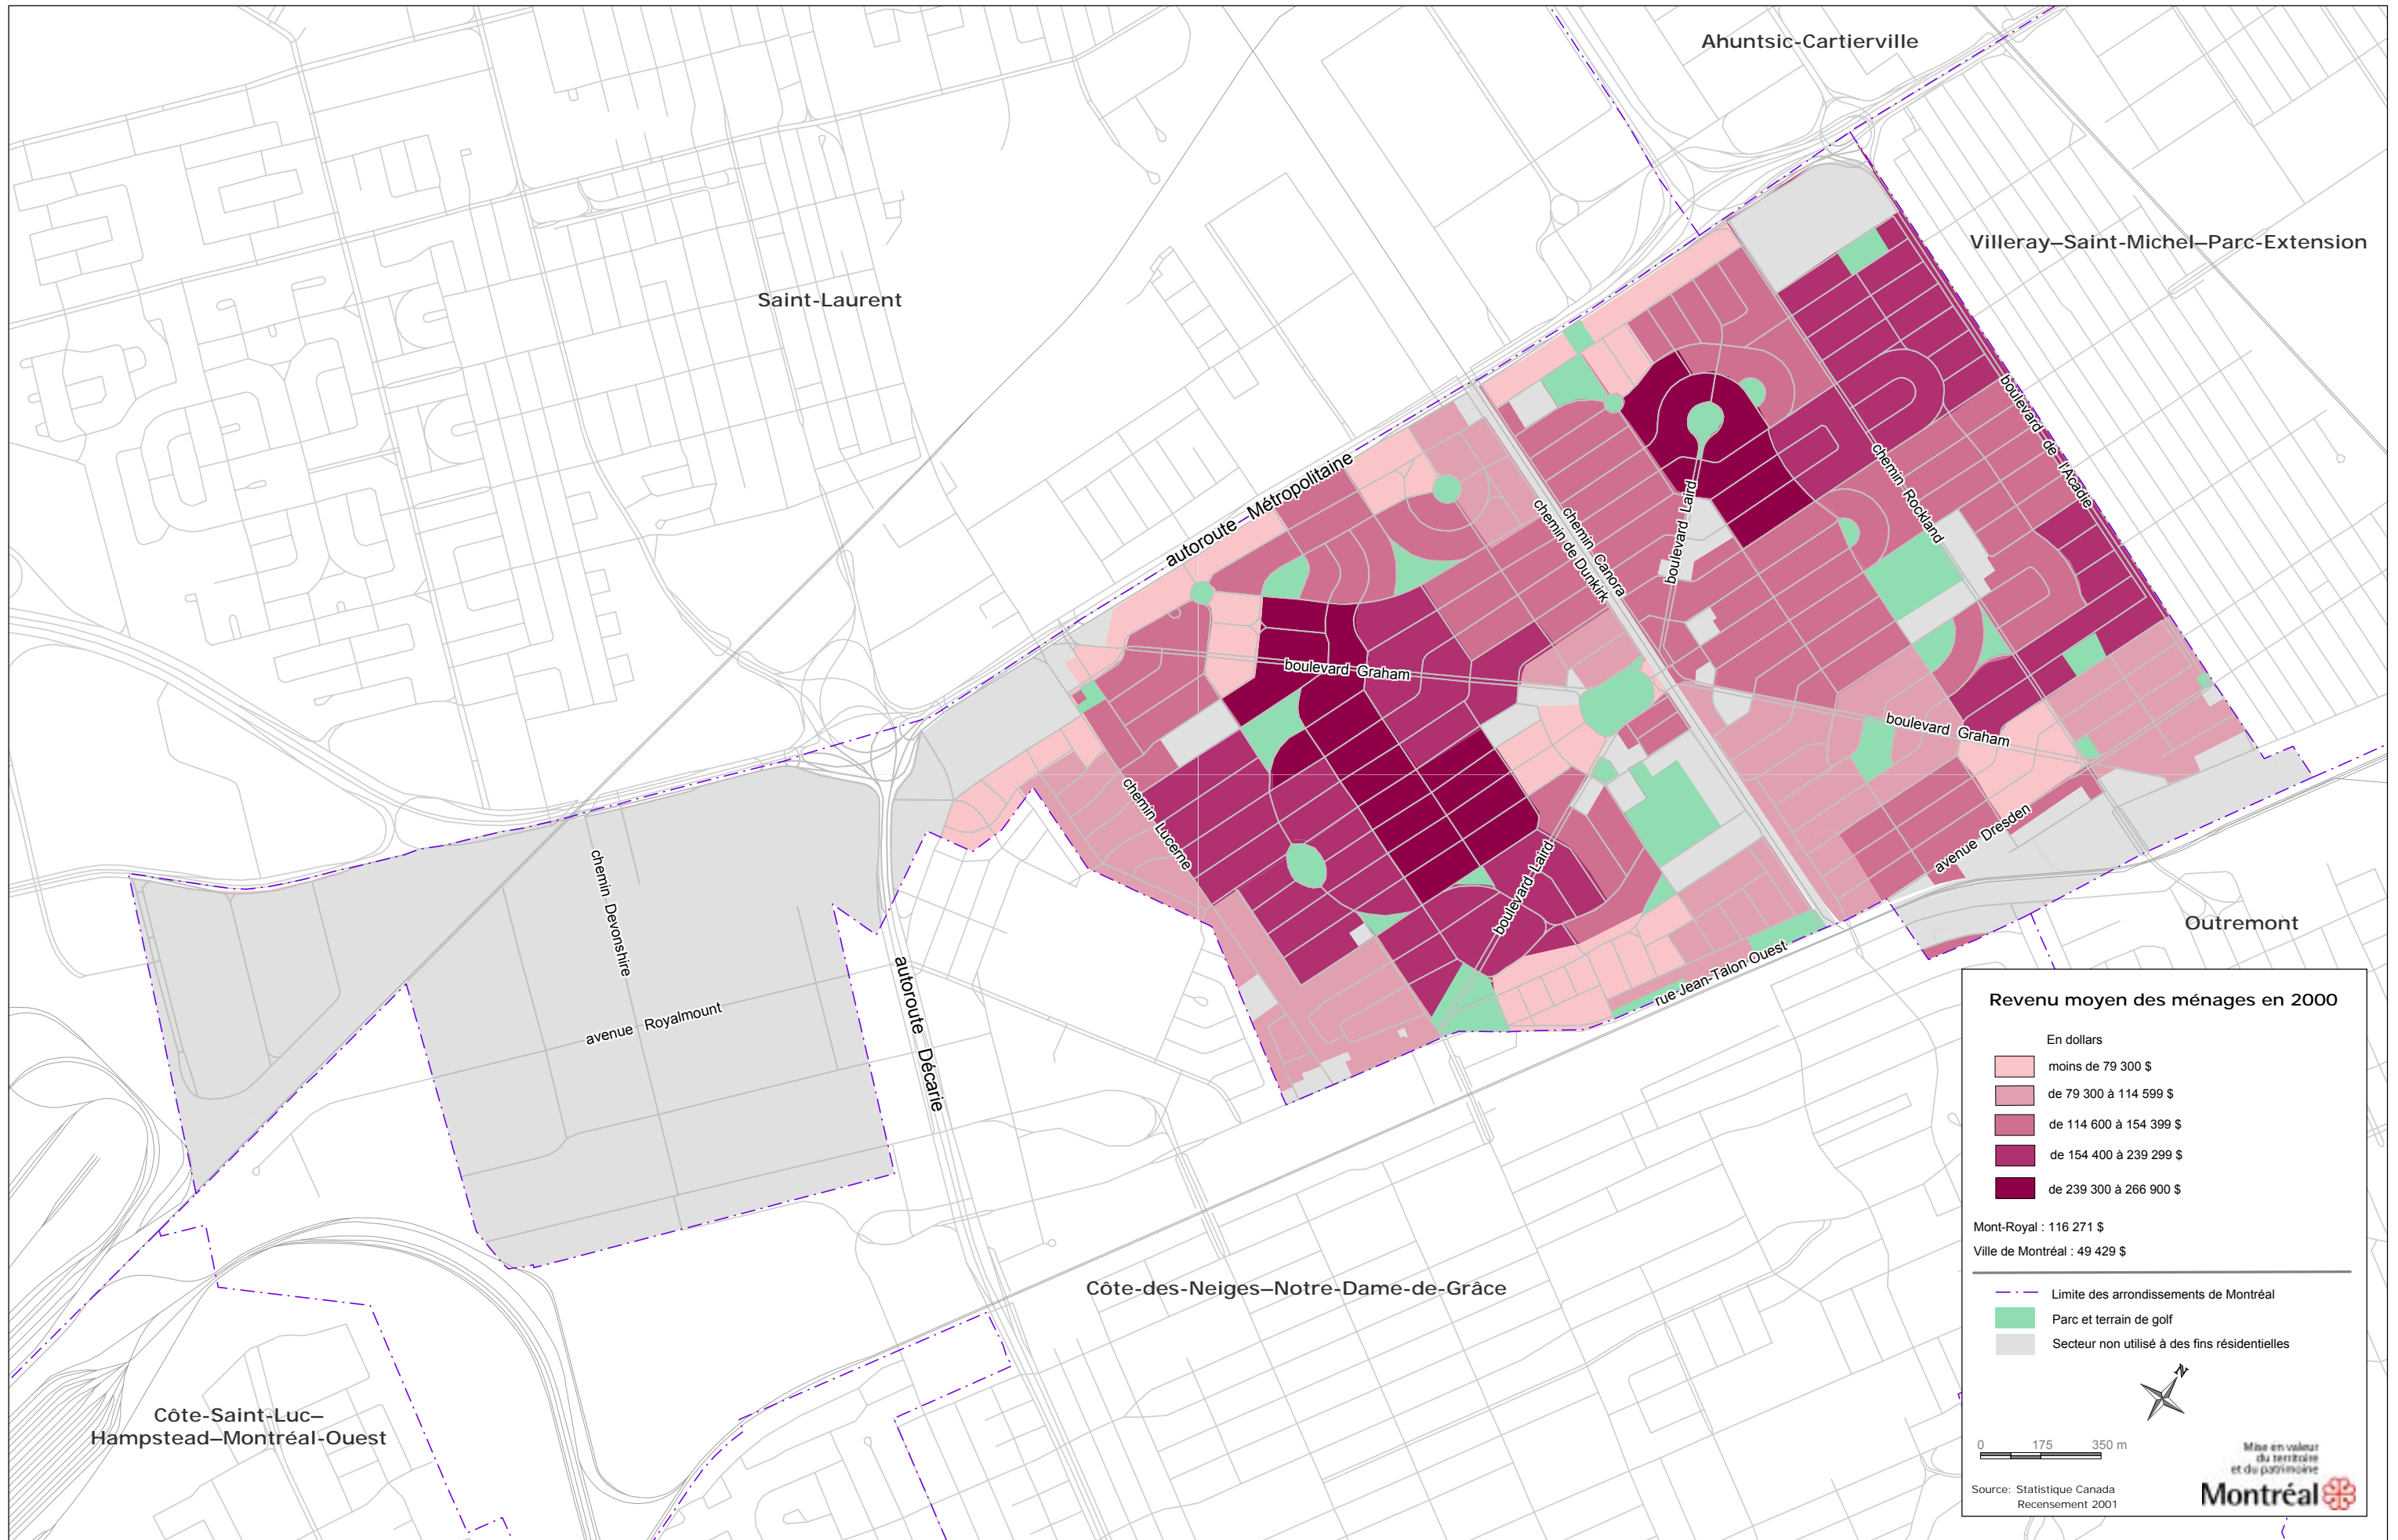 Ahuntsic-Cartierville
Villeray–Saint-Michel–Parc-Extension
Saint-Laurent
boulevard de l'Acadie
chemin Rockland
autoroute Métropolitaine
boulevard Laird
chemin Canora
chemin de Dunkirk
boulevard Graham
boulevard Graham
chemin Lucerne
avenue Dresden
chemin Devonshire
boulevard Laird
Outremont
rue Jean-Talon Ouest
autoroute Décarie
avenue Royalmount
Côte-des-Neiges–Notre-Dame-de-Grâce
Côte-Saint-Luc–
Hampstead–Montréal-Ouest
Revenu moyen des ménages en 2000
En dollars
moins de 79 300 $
de 79 300 à 114 599 $
de 114 600 à 154 399 $
de 154 400 à 239 299 $
de 239 300 à 266 900 $
Mont-Royal : 116 271 $
Ville de Montréal : 49 429 $
Limite des arrondissements de Montréal
Parc et terrain de golf
Secteur non utilisé à des fins résidentielles
N
0 175 350 m
Mise en valeur
du territoire
et du patrimoine
Montréal
Source: Statistique Canada
Recensement 2001